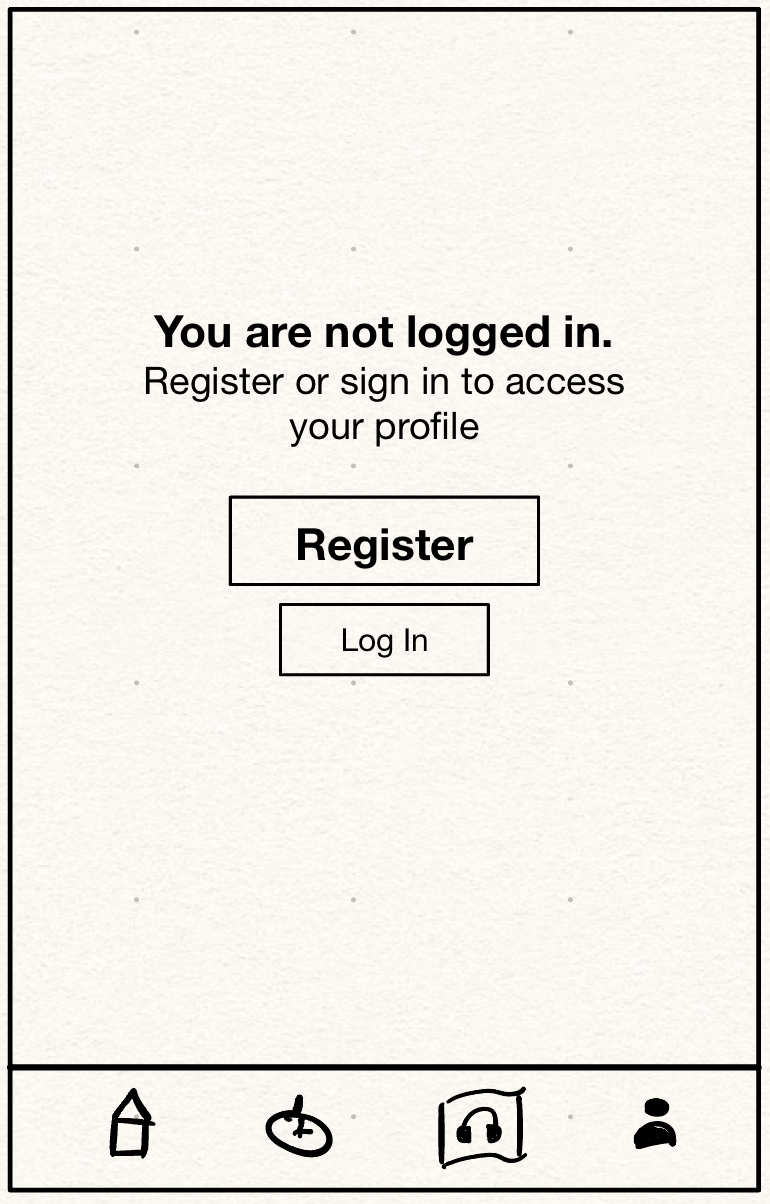 You are not logged in.
Register or sign in to access
your profile
Register
Log In